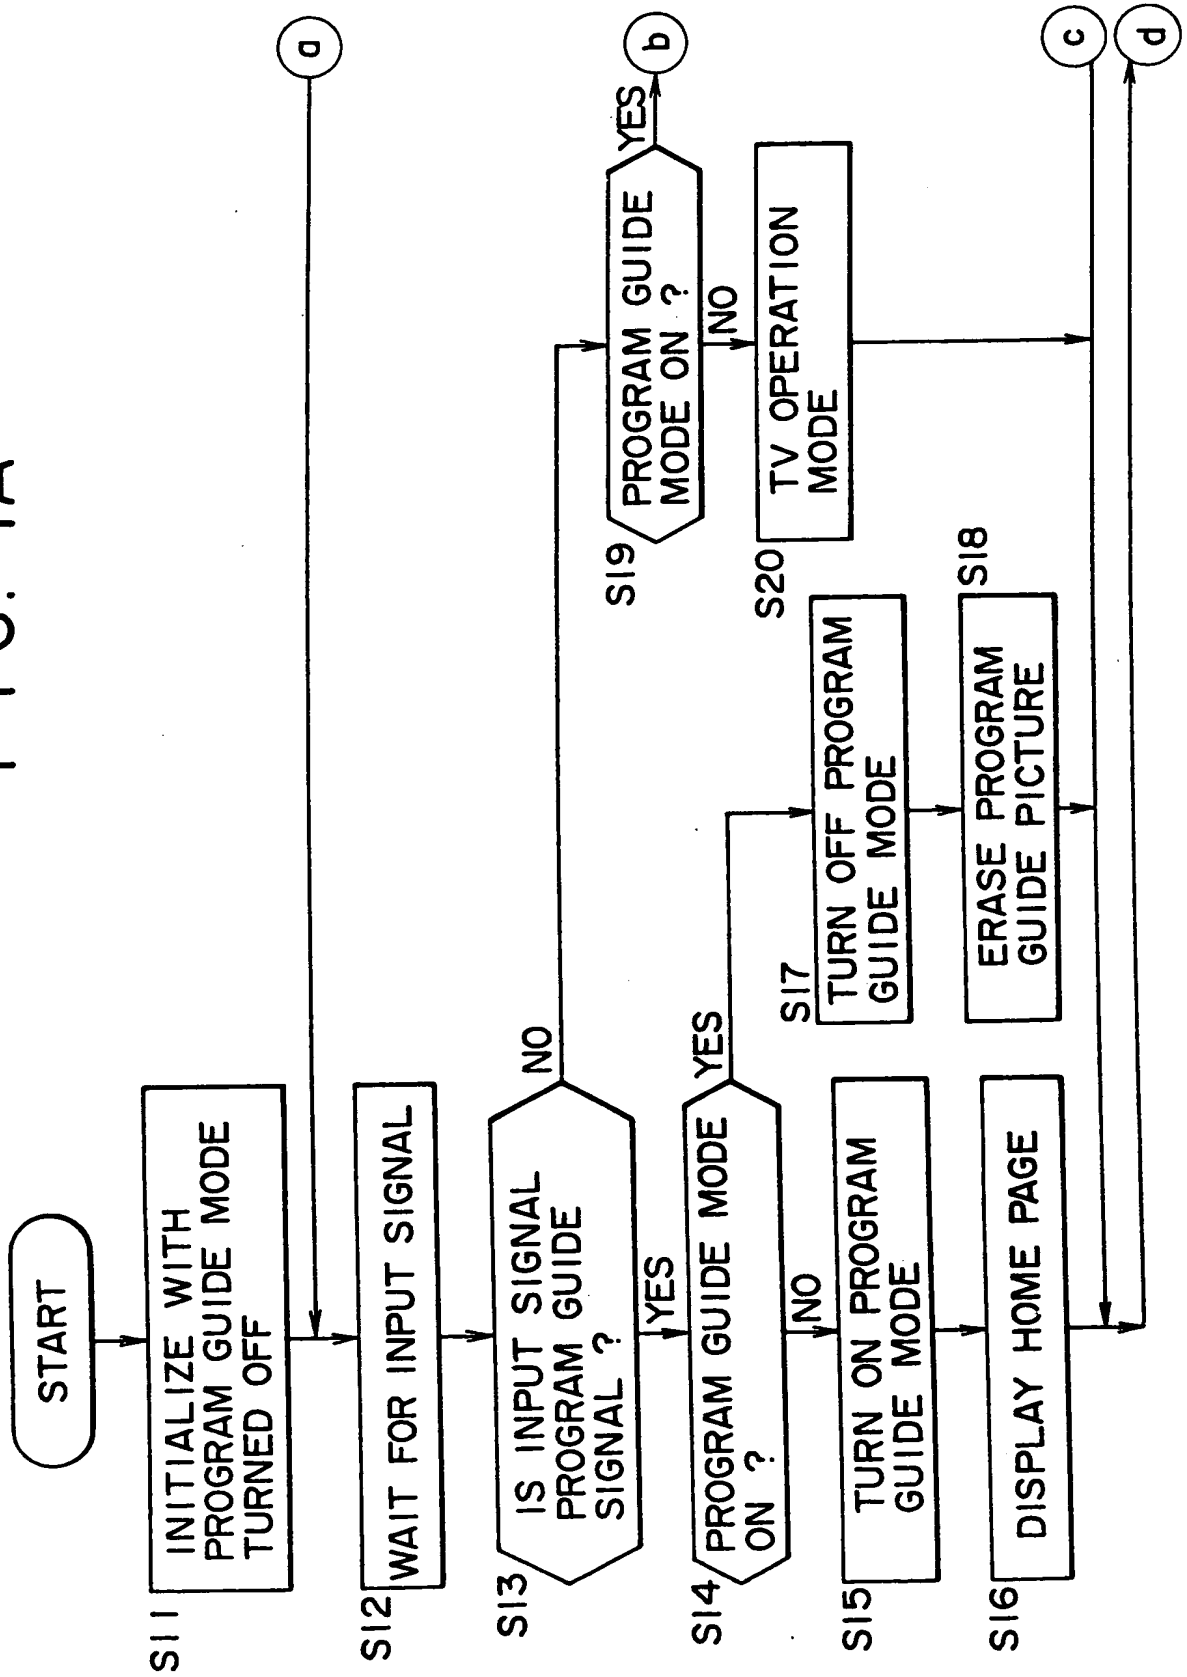 START
S11
INITIALIZE WITH
PROGRAM GUIDE MODE
TURNED OFF
a
S12
WAIT FOR INPUT SIGNAL
S13
IS INPUT SIGNAL
PROGRAM GUIDE
SIGNAL ?
NO
YES
S14
PROGRAM GUIDE MODE
ON ?
YES
NO
S15
TURN ON PROGRAM
GUIDE MODE
S16
DISPLAY HOME PAGE
S17
TURN OFF PROGRAM
GUIDE MODE
S18
ERASE PROGRAM
GUIDE PICTURE
S19
PROGRAM GUIDE
MODE ON ?
YES
b
NO
S20
TV OPERATION
MODE
c
d